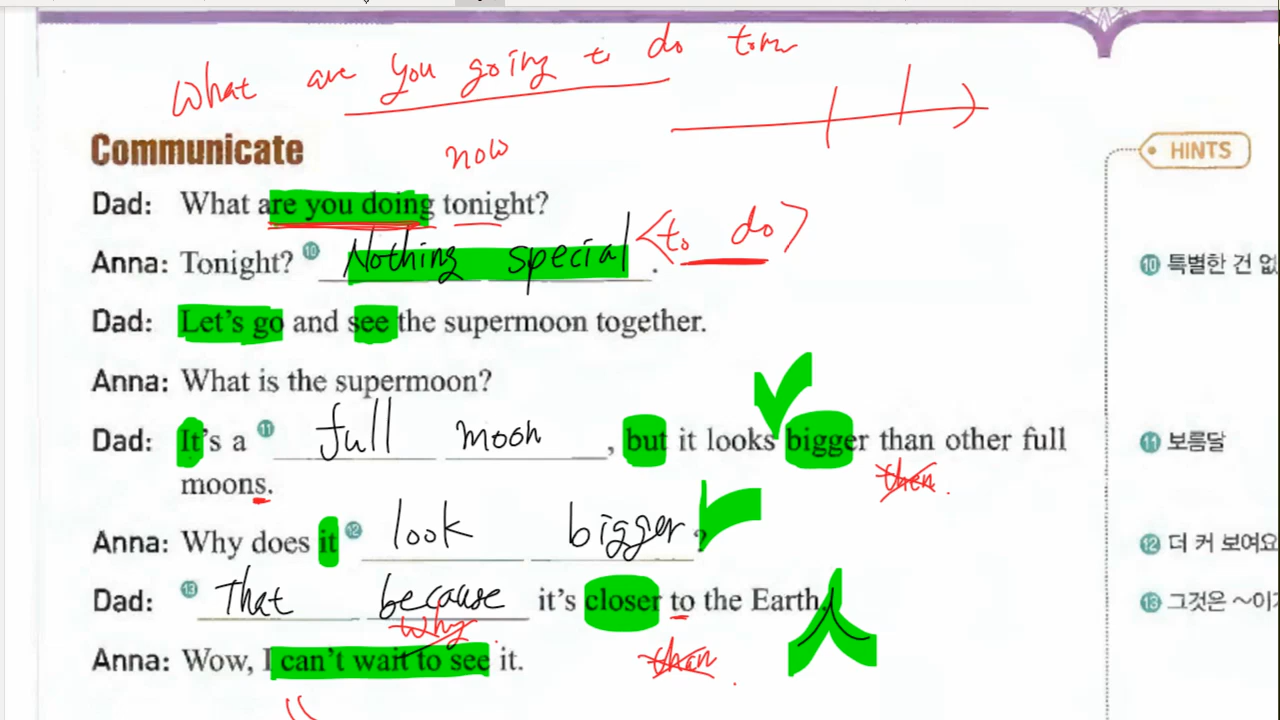 What are you going to do tom
Communicate
now
HINTS
Dad: What are you doing tonight?
<to do>
Anna: Tonight? ⑩ Nothing special.
⑩ 특별한 건 없
Dad: Let's go and see the supermoon together.
Anna: What is the supermoon?
Dad: It's a ⑪ full moon, but it looks bigger than other full
⑪ 보름달
moons.
then.
Anna: Why does it ⑫ look bigger?
⑫ 더 커 보여요
Dad: ⑬ That because it's closer to the Earth.
⑬ 그것은 ~이
why.
than.
Anna: Wow, I can't wait to see it.